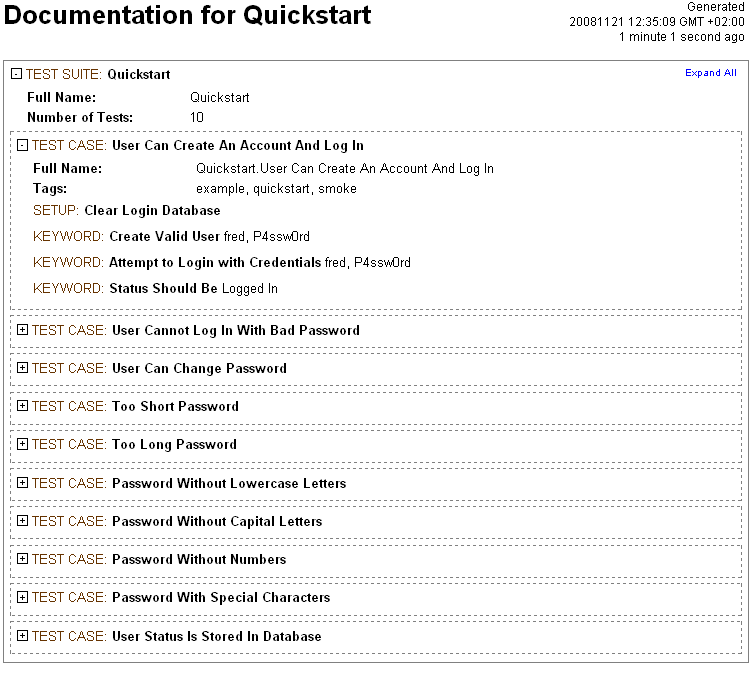 Documentation for Quickstart
Generated
20081121 12:35:09 GMT +02:00
1 minute 1 second ago
- TEST SUITE: Quickstart
Expand All
Full Name: Quickstart
Number of Tests: 10
- TEST CASE: User Can Create An Account And Log In
Full Name: Quickstart.User Can Create An Account And Log In
Tags: example, quickstart, smoke
SETUP: Clear Login Database
KEYWORD: Create Valid User fred, P4ssw0rd
KEYWORD: Attempt to Login with Credentials fred, P4ssw0rd
KEYWORD: Status Should Be Logged In
+ TEST CASE: User Cannot Log In With Bad Password
+ TEST CASE: User Can Change Password
+ TEST CASE: Too Short Password
+ TEST CASE: Too Long Password
+ TEST CASE: Password Without Lowercase Letters
+ TEST CASE: Password Without Capital Letters
+ TEST CASE: Password Without Numbers
+ TEST CASE: Password With Special Characters
+ TEST CASE: User Status Is Stored In Database